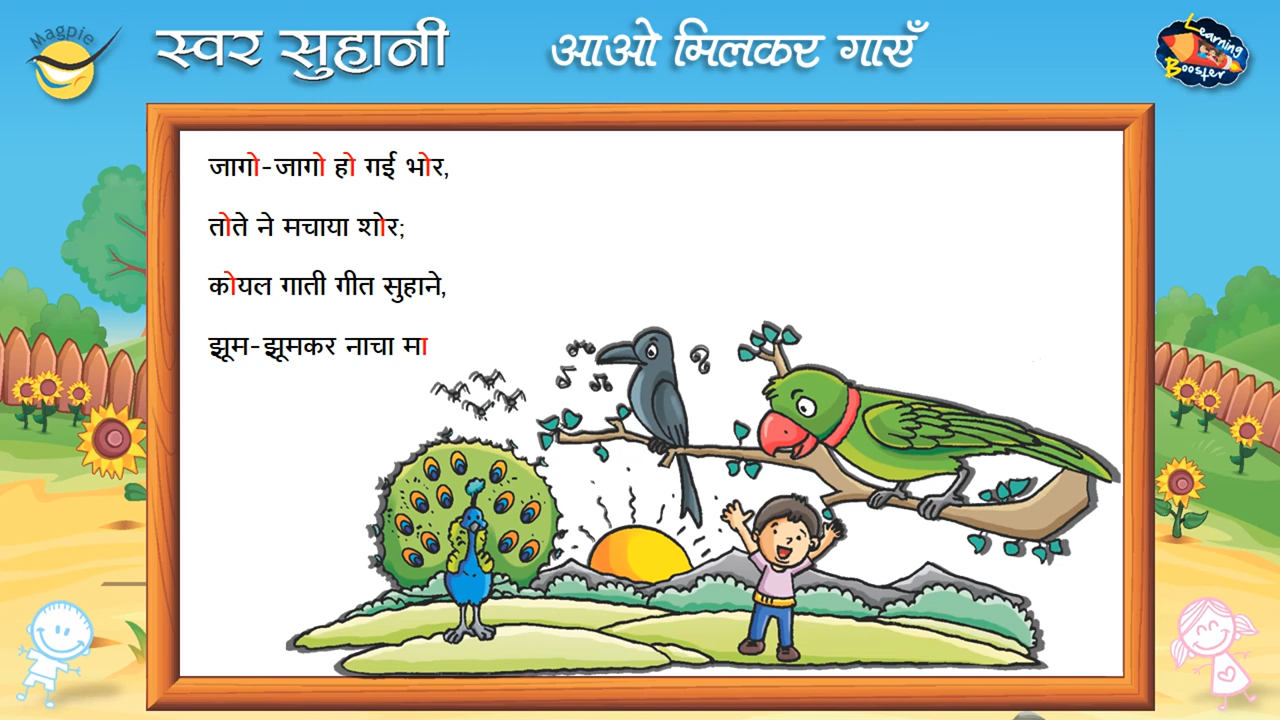 Magpie
स्वर सुहानी
आओ मिलकर गाएँ
Learning
Booster
जागो-जागो हो गई भोर,
तोते ने मचाया शोर;
कोयल गाती गीत सुहाने,
झूम-झूमकर नाचा मा